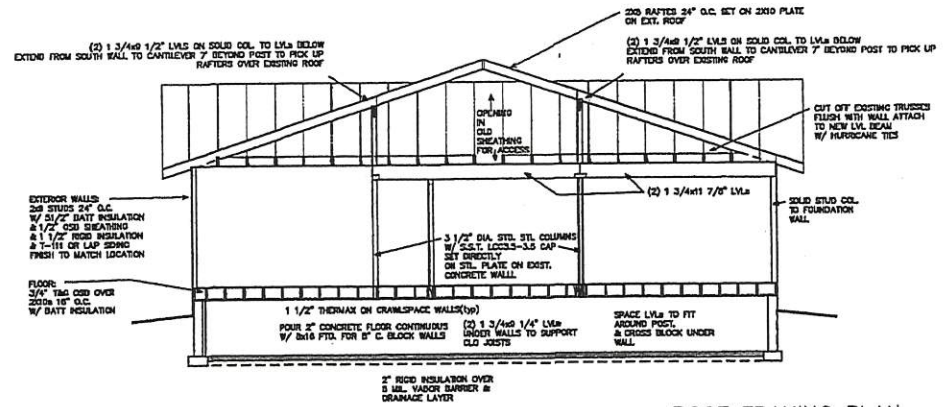 2X8 RAFTES 24" O.C. SET ON 2X10 PLATE
ON EXT. ROOF
(2) 1 3/4x9 1/2" LVLS ON SOLID COL. TO LVLs BELOW
EXTEND FROM SOUTH WALL TO CANTILEVER 7' BEYOND POST TO PICK UP
RAFTERS OVER EXISTING ROOF
(2) 1 3/4x9 1/2" LVLS ON SOLID COL. TO LVLs BELOW
EXTEND FROM SOUTH WALL TO CANTILEVER 7' BEYOND POST TO PICK UP
RAFTERS OVER EXISTING ROOF
OPENING
IN
OLD
SHEATHING
FOR ACCESS
CUT OFF EXISTING TRUSSES
FLUSH WITH WALL ATTACH
TO NEW LVL BEAM
W/ HURRICANE TIES
(2) 1 3/4x11 7/8" LVLs
EXTERIOR WALLS:
STUDS 24" O.C.
W/ 5 1/2" BATT INSULATION
& 1/2" OSB SHEATHING
& 1 1/2" RIGID INSULATION
& T-111 OR LAP SIDING
FINISH TO MATCH LOCATION
SOLID STUD COL.
TO FOUNDATION
WALL
3 1/2" DIA. STD. STL COLUMNS
W/ S.S.T. LCC3.5-3.5 CAP
SET DIRECTLY
ON STL. PLATE ON EXIST.
CONCRETE WALL
FLOOR:
3/4" T&G OSB OVER
16" O.C.
W/ BATT INSULATION
1 1/2" THERMAX ON CRAWLSPACE WALLS(typ)
POUR 2" CONCRETE FLOOR CONTINUOUS
W/ 8x16 FTG. FOR 8" C. BLOCK WALLS
(2) 1 3/4x9 1/4" LVLs
UNDER WALLS TO SUPPORT
CLG JOISTS
SPACE LVLs TO FIT
AROUND POST,
& CROSS BLOCK UNDER
WALL
2" RIGID INSULATION OVER
MIL. VAPOR BARRIER &
DRAINAGE LAYER